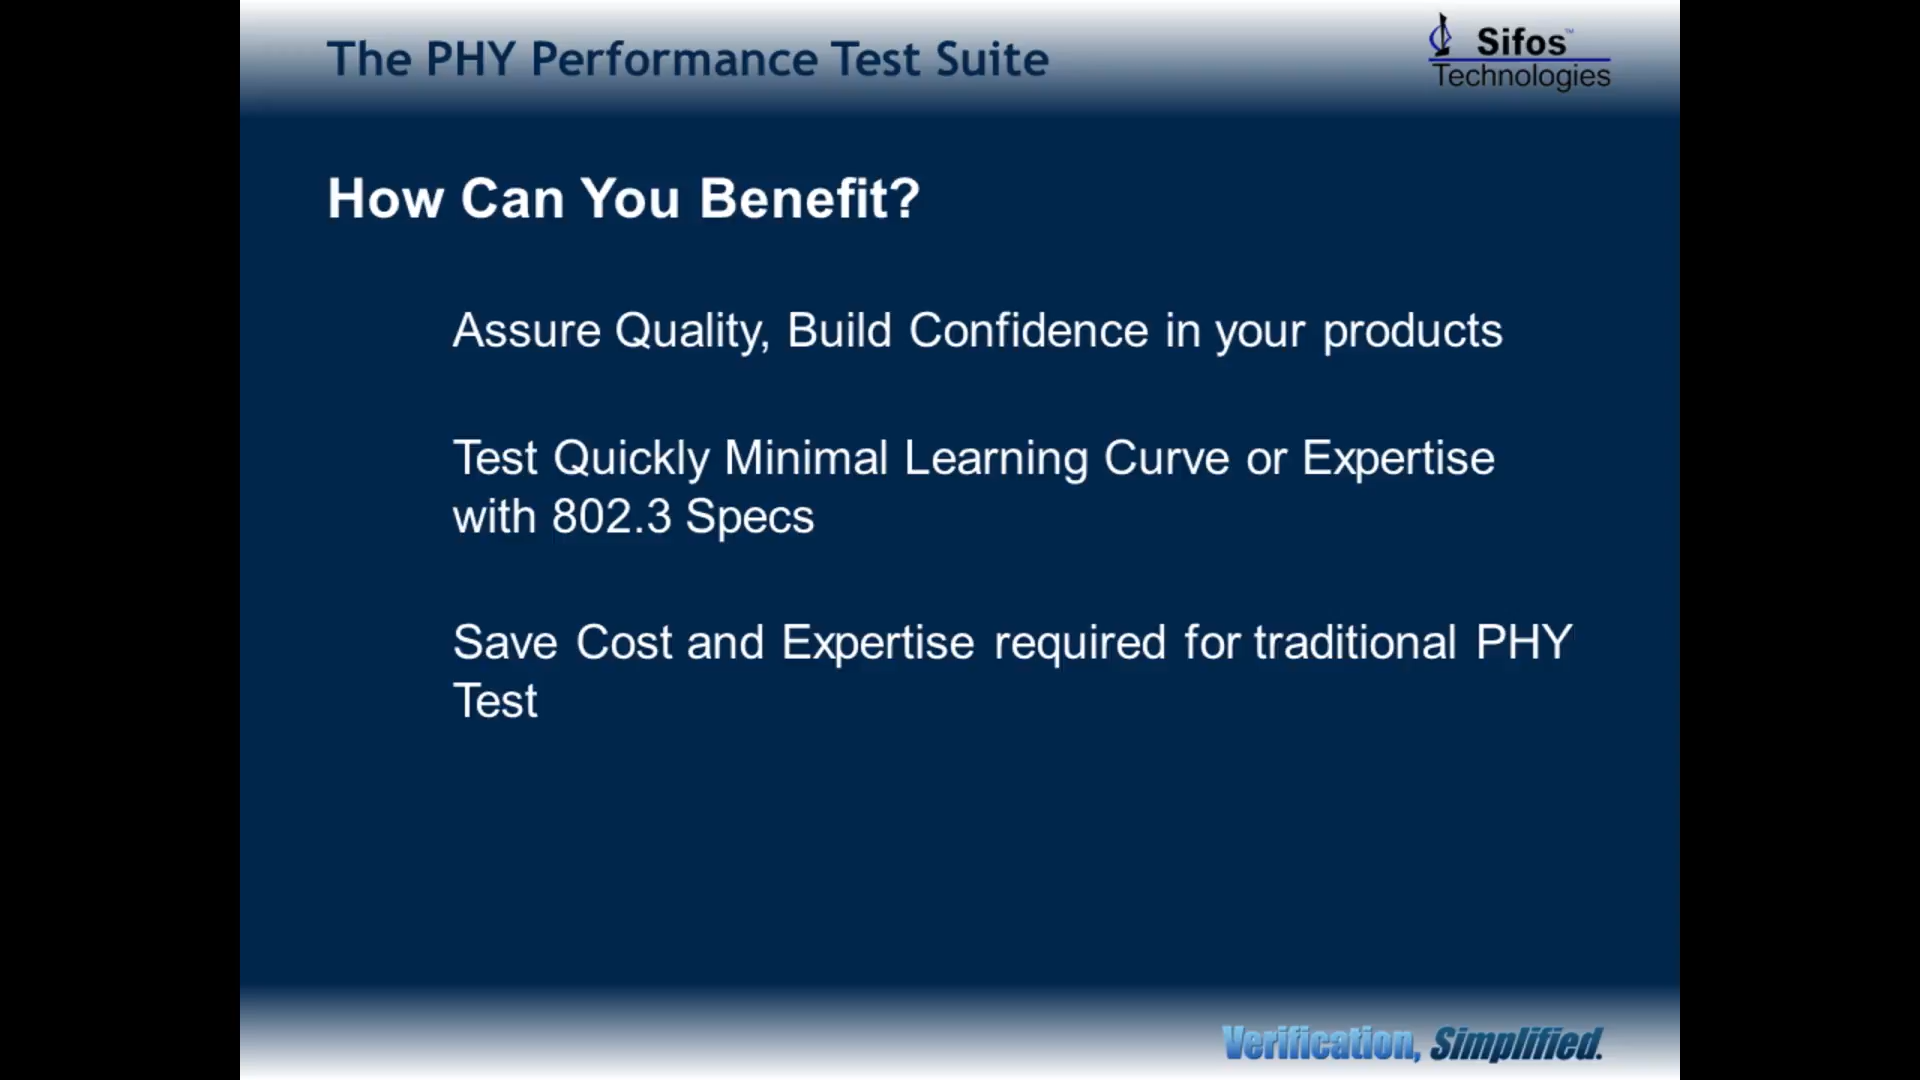 The PHY Performance Test Suite
Sifos™
Technologies
How Can You Benefit?
Assure Quality, Build Confidence in your products
Test Quickly Minimal Learning Curve or Expertise
with 802.3 Specs
Save Cost and Expertise required for traditional PHY
Test
Verification, Simplified.